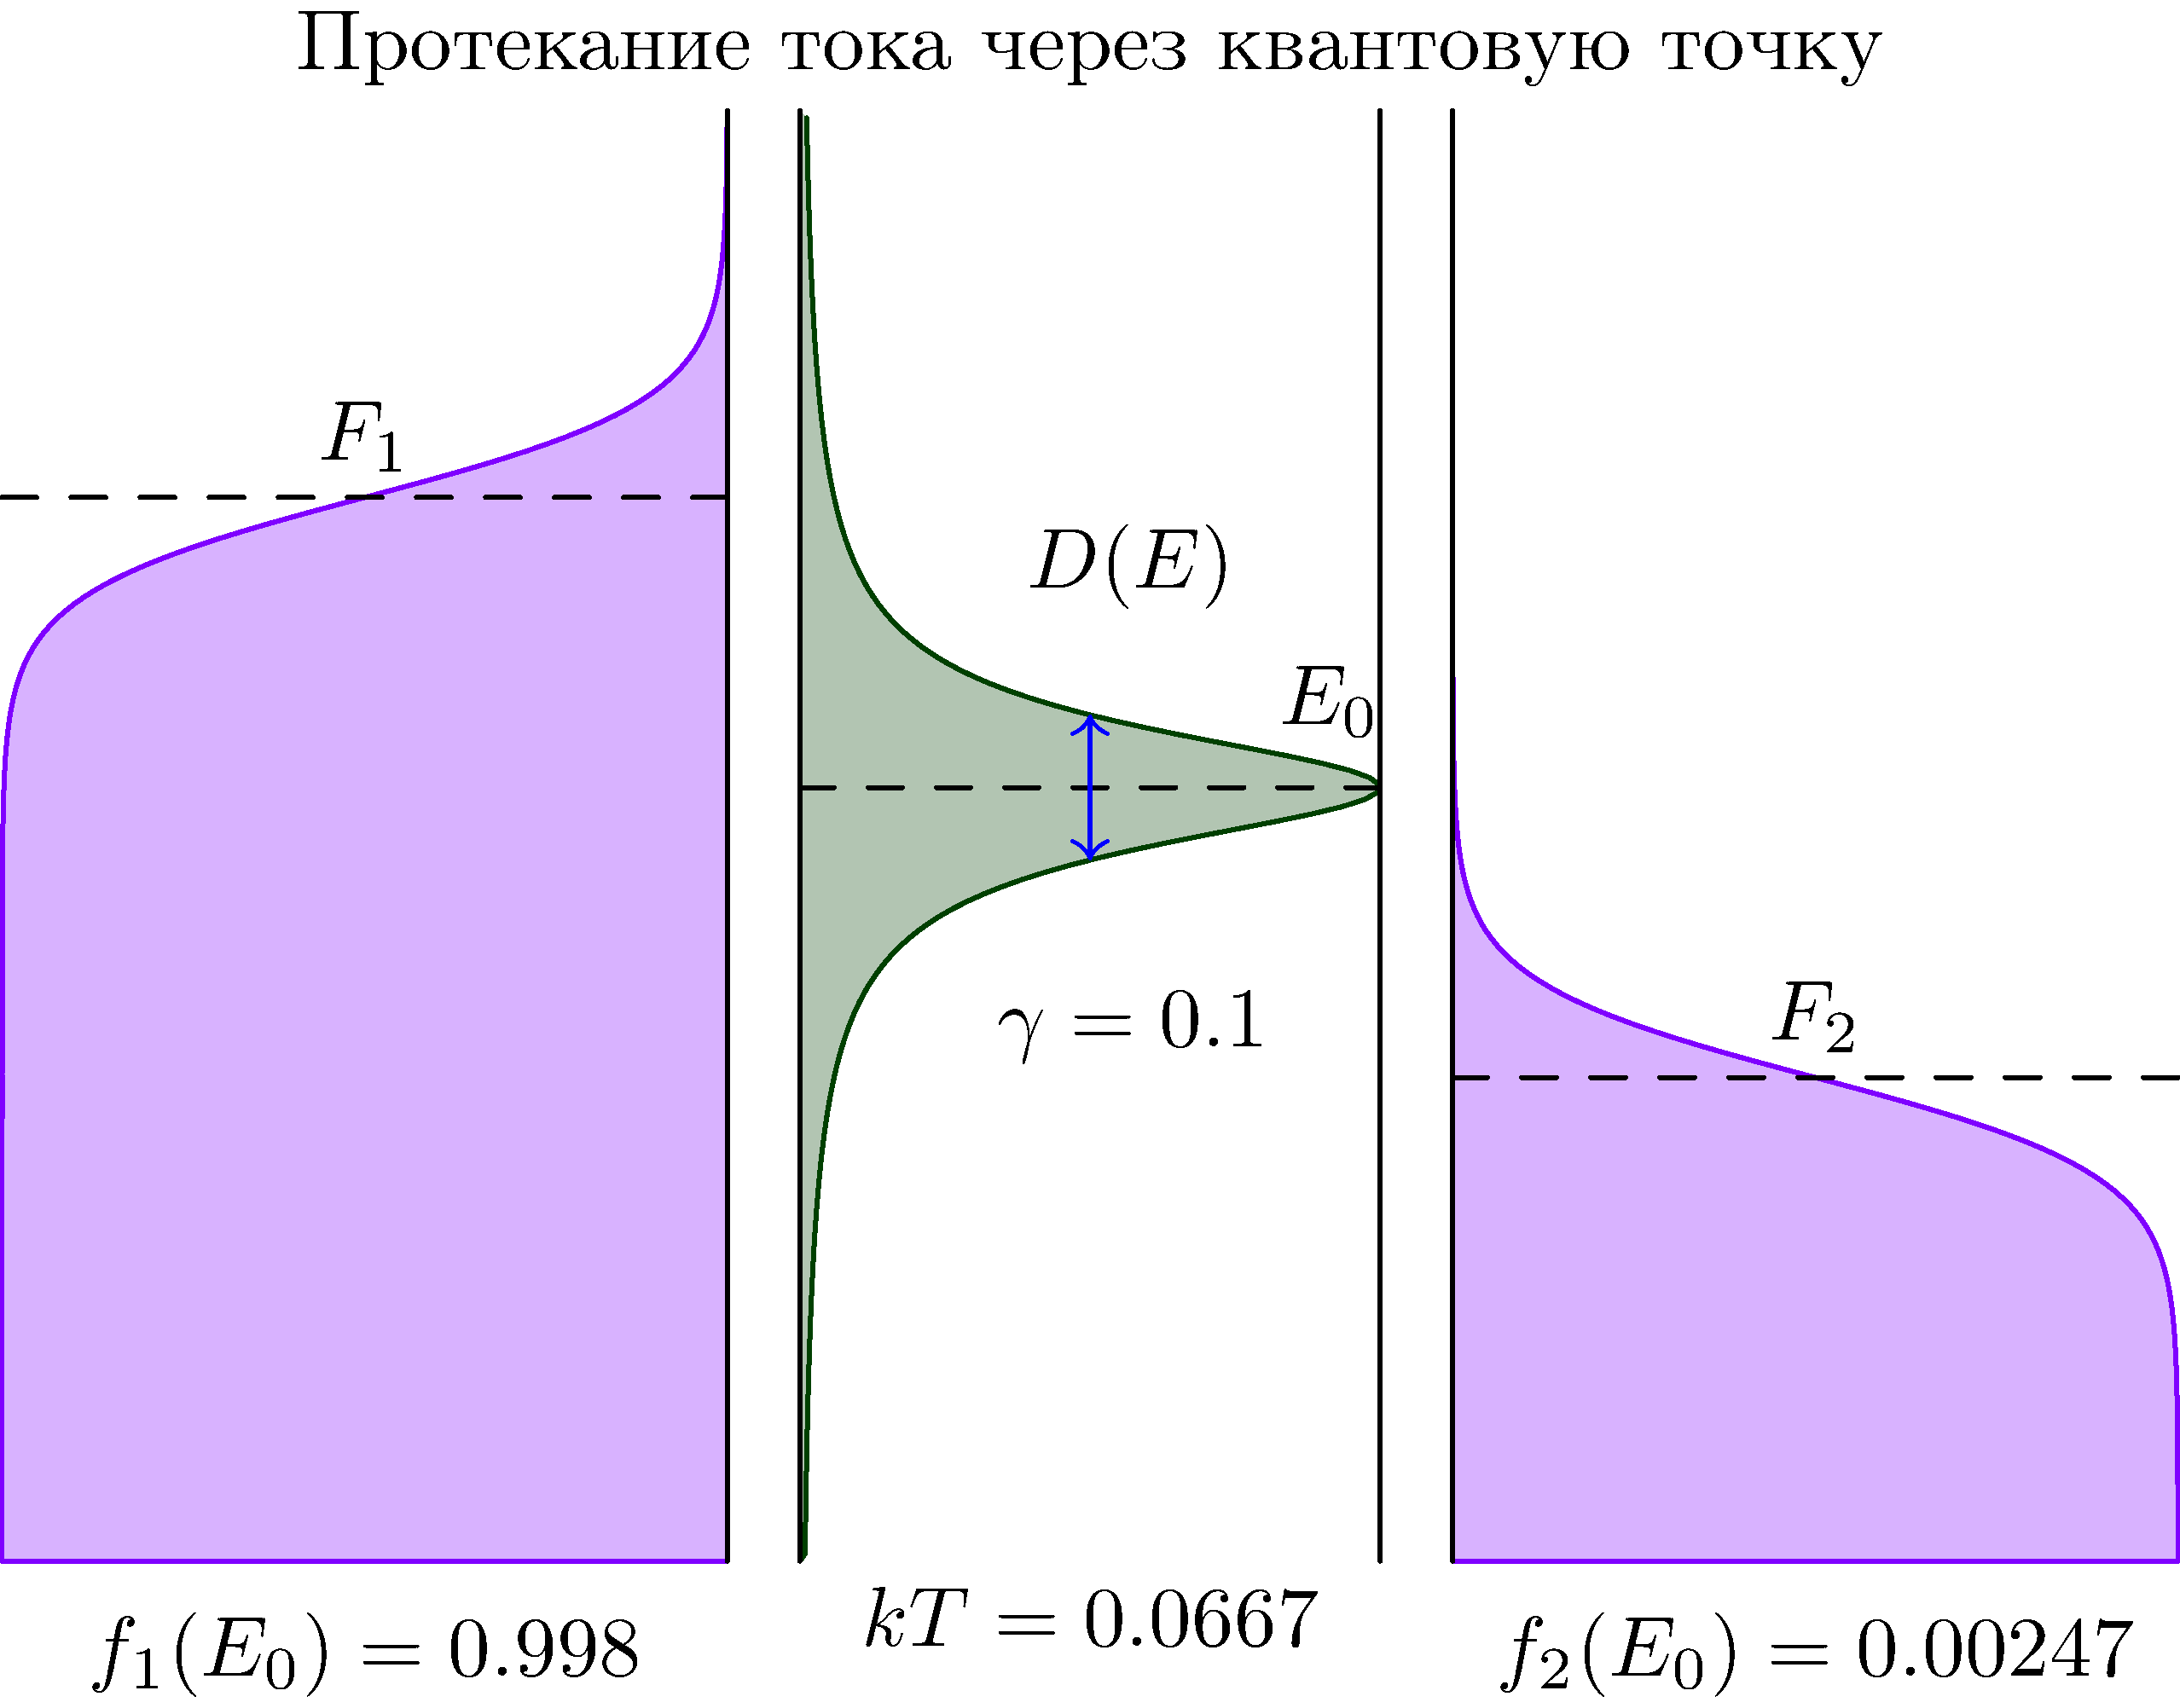 Протекание тока через квантовую точку
F₁
D(E)
E₀
γ = 0.1
F₂
f₁(E₀) = 0.998
kT = 0.0667
f₂(E₀) = 0.00247